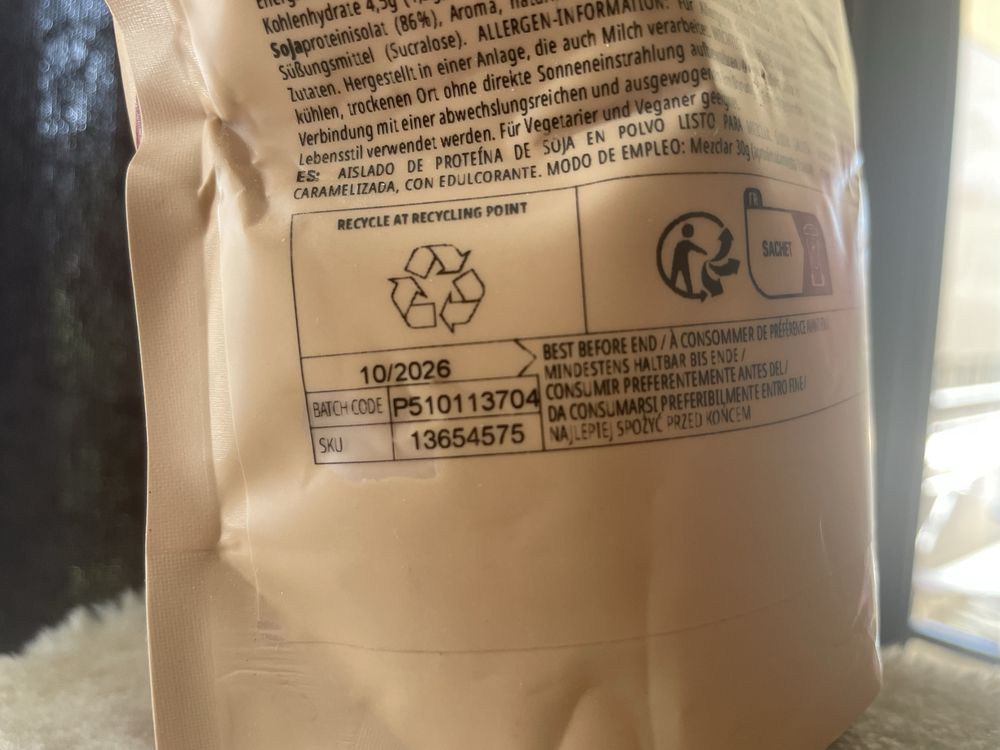 Kohlenhydrate 4,5g
Sojaproteinisolat (86%), Aroma,
Süßungsmittel (Sucralose). ALLERGEN-INFORMATION: Für
Zutaten. Hergestellt in einer Anlage, die auch Milch
kühlen, trockenen Ort ohne direkte Sonneneinstrahlung
Verbindung mit einer abwechslungsreichen und
Lebensstil verwendet werden. Für Vegetarier und Veganer
ES: AISLADO DE PROTEÍNA DE SOJA EN POLVO LISTO PARA
CARAMELIZADA, CON EDULCORANTE. MODO DE EMPLEO: Mezclar 30g
RECYCLE AT RECYCLING POINT
FR
SACHET
10/2026
BATCH CODE P510113704
SKU 13654575
BEST BEFORE END / À CONSOMMER DE PRÉFÉRENCE AVANT FIN/
MINDESTENS HALTBAR BIS ENDE /
CONSUMIR PREFERENTEMENTE ANTES DEL /
DA CONSUMARSI PREFERIBILMENTE ENTRO FINE/
NAJLEPIEJ SPOŻYĆ PRZED KOŃCEM